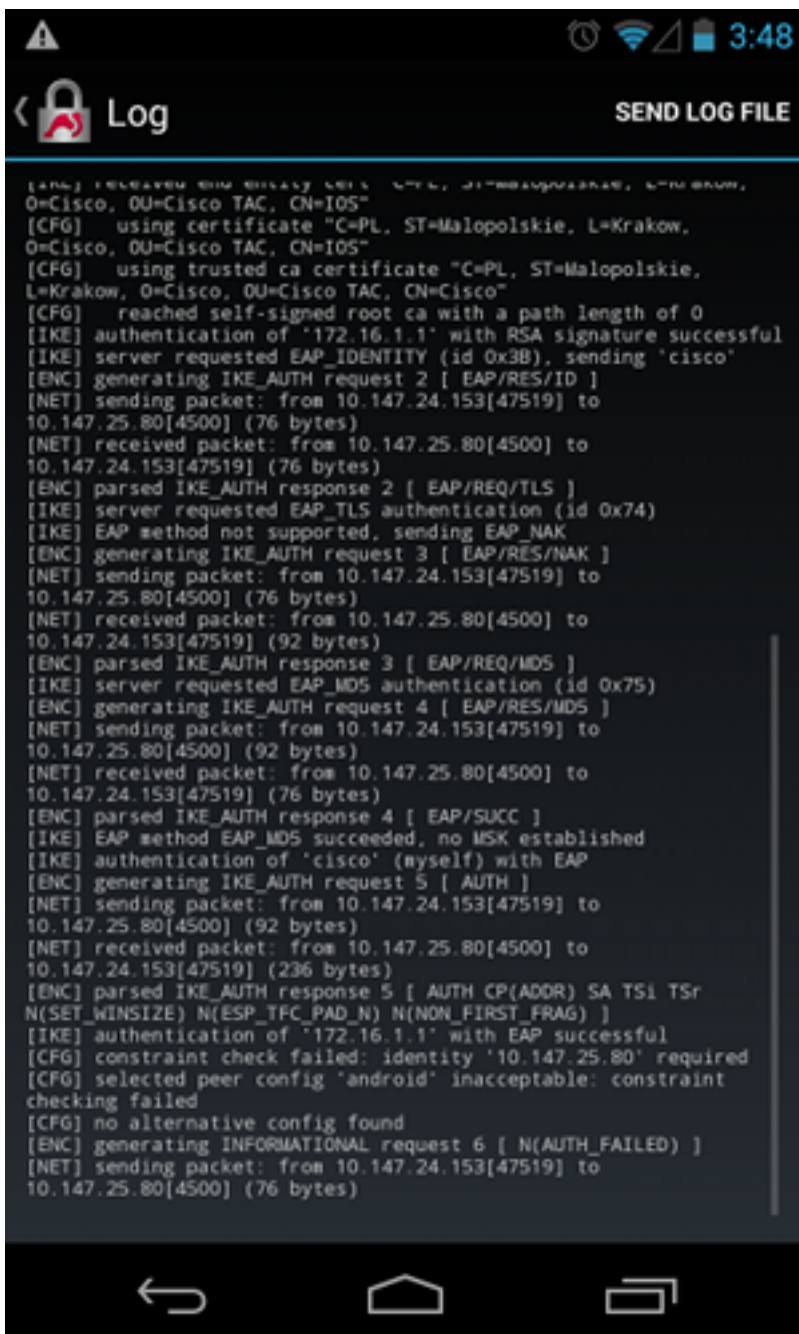 3:48
Log
SEND LOG FILE
[IKE] received end entity cert "C=PL, ST=Malopolskie, L=Krakow,
O=Cisco, OU=Cisco TAC, CN=IOS"
[CFG]   using certificate "C=PL, ST=Malopolskie, L=Krakow,
O=Cisco, OU=Cisco TAC, CN=IOS"
[CFG]   using trusted ca certificate "C=PL, ST=Malopolskie,
L=Krakow, O=Cisco, OU=Cisco TAC, CN=Cisco"
[CFG]   reached self-signed root ca with a path length of 0
[IKE] authentication of '172.16.1.1' with RSA signature successful
[IKE] server requested EAP_IDENTITY (id 0x3B), sending 'cisco'
[ENC] generating IKE_AUTH request 2 [ EAP/RES/ID ]
[NET] sending packet: from 10.147.24.153[47519] to
10.147.25.80[4500] (76 bytes)
[NET] received packet: from 10.147.25.80[4500] to
10.147.24.153[47519] (76 bytes)
[ENC] parsed IKE_AUTH response 2 [ EAP/REQ/TLS ]
[IKE] server requested EAP_TLS authentication (id 0x74)
[IKE] EAP method not supported, sending EAP_NAK
[ENC] generating IKE_AUTH request 3 [ EAP/RES/NAK ]
[NET] sending packet: from 10.147.24.153[47519] to
10.147.25.80[4500] (76 bytes)
[NET] received packet: from 10.147.25.80[4500] to
10.147.24.153[47519] (92 bytes)
[ENC] parsed IKE_AUTH response 3 [ EAP/REQ/MD5 ]
[IKE] server requested EAP_MD5 authentication (id 0x75)
[ENC] generating IKE_AUTH request 4 [ EAP/RES/MD5 ]
[NET] sending packet: from 10.147.24.153[47519] to
10.147.25.80[4500] (92 bytes)
[NET] received packet: from 10.147.25.80[4500] to
10.147.24.153[47519] (76 bytes)
[ENC] parsed IKE_AUTH response 4 [ EAP/SUCC ]
[IKE] EAP method EAP_MD5 succeeded, no MSK established
[IKE] authentication of 'cisco' (myself) with EAP
[ENC] generating IKE_AUTH request 5 [ AUTH ]
[NET] sending packet: from 10.147.24.153[47519] to
10.147.25.80[4500] (92 bytes)
[NET] received packet: from 10.147.25.80[4500] to
10.147.24.153[47519] (236 bytes)
[ENC] parsed IKE_AUTH response 5 [ AUTH CP(ADDR) SA TSi TSr
N(SET_WINSIZE) N(ESP_TFC_PAD_N) N(NON_FIRST_FRAG) ]
[IKE] authentication of '172.16.1.1' with EAP successful
[CFG] constraint check failed: identity '10.147.25.80' required
[CFG] selected peer config 'android' inacceptable: constraint
checking failed
[CFG] no alternative config found
[ENC] generating INFORMATIONAL request 6 [ N(AUTH_FAILED) ]
[NET] sending packet: from 10.147.24.153[47519] to
10.147.25.80[4500] (76 bytes)